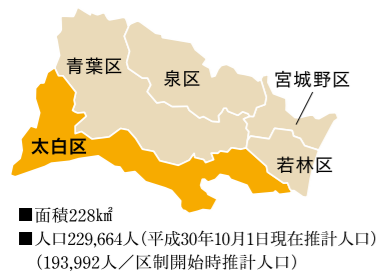 青葉区
泉区
宮城野区
太白区
若林区
■面積228㎢
■人口229,664人（平成30年10月1日現在推計人口）
（193,992人／区制開始時推計人口）